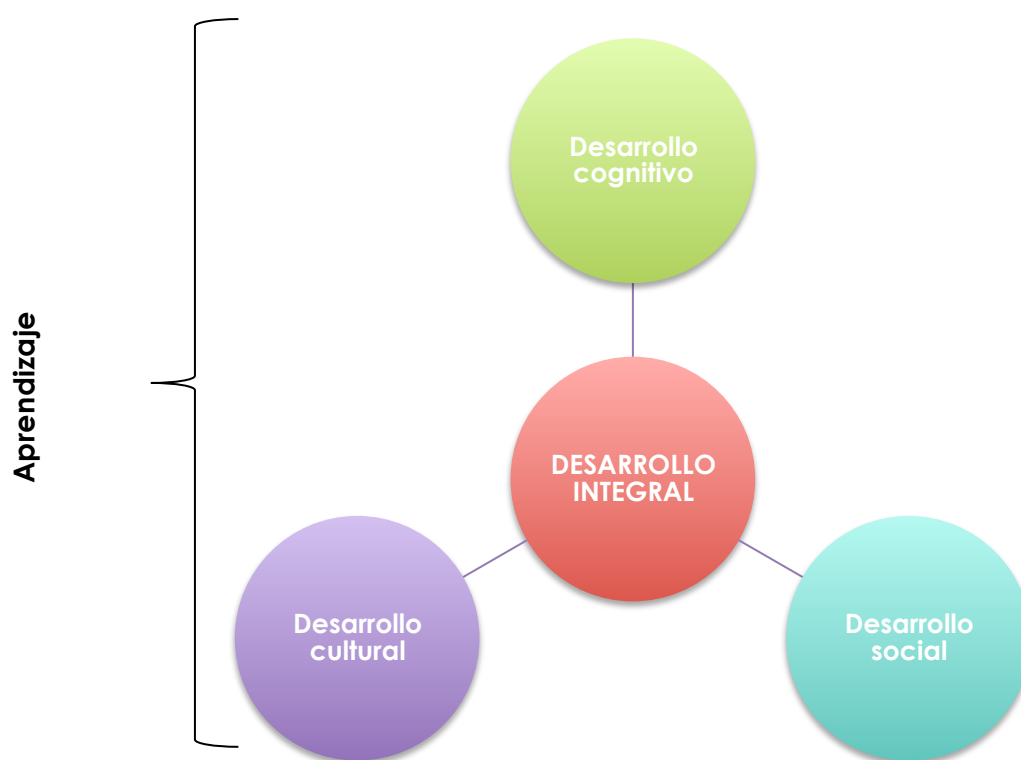 Aprendizaje
Desarrollo
cognitivo
DESARROLLO
INTEGRAL
Desarrollo
cultural
Desarrollo
social